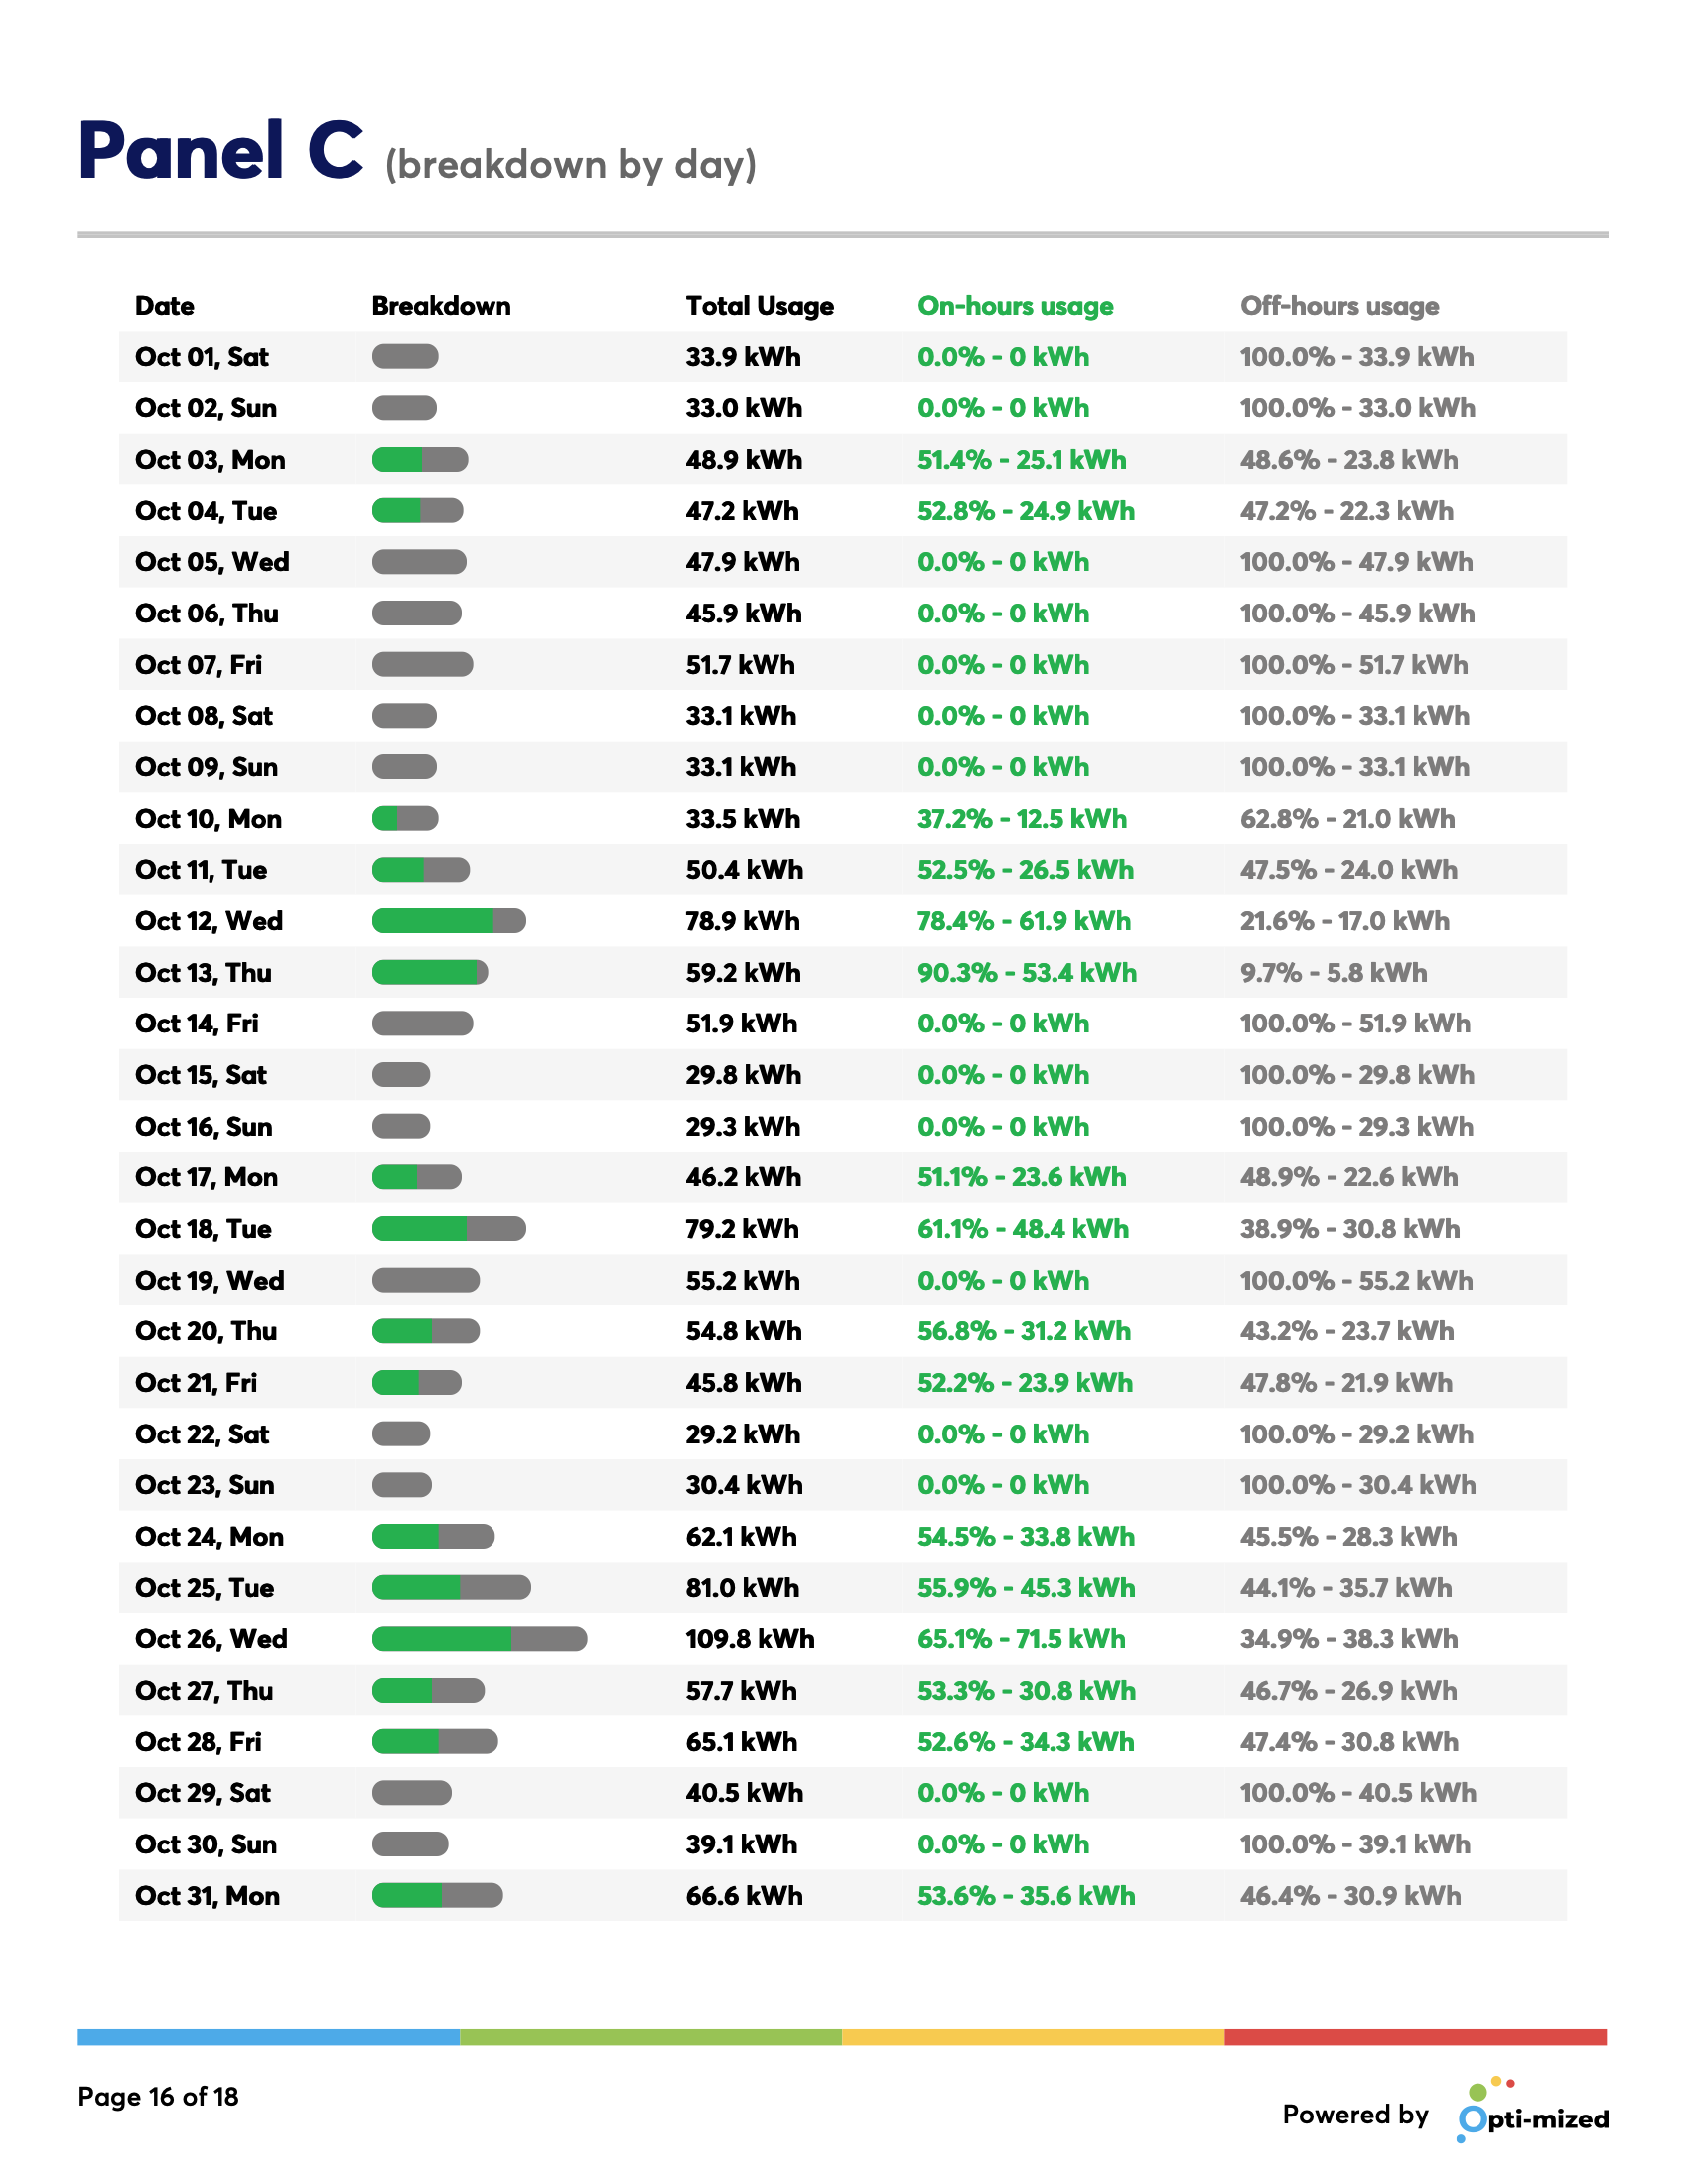 Panel C (breakdown by day)
Date Breakdown Total Usage On-hours usage Off-hours usage
Oct 01, Sat 33.9 kWh 0.0% - 0 kWh 100.0% - 33.9 kWh
Oct 02, Sun 33.0 kWh 0.0% - 0 kWh 100.0% - 33.0 kWh
Oct 03, Mon 48.9 kWh 51.4% - 25.1 kWh 48.6% - 23.8 kWh
Oct 04, Tue 47.2 kWh 52.8% - 24.9 kWh 47.2% - 22.3 kWh
Oct 05, Wed 47.9 kWh 0.0% - 0 kWh 100.0% - 47.9 kWh
Oct 06, Thu 45.9 kWh 0.0% - 0 kWh 100.0% - 45.9 kWh
Oct 07, Fri 51.7 kWh 0.0% - 0 kWh 100.0% - 51.7 kWh
Oct 08, Sat 33.1 kWh 0.0% - 0 kWh 100.0% - 33.1 kWh
Oct 09, Sun 33.1 kWh 0.0% - 0 kWh 100.0% - 33.1 kWh
Oct 10, Mon 33.5 kWh 37.2% - 12.5 kWh 62.8% - 21.0 kWh
Oct 11, Tue 50.4 kWh 52.5% - 26.5 kWh 47.5% - 24.0 kWh
Oct 12, Wed 78.9 kWh 78.4% - 61.9 kWh 21.6% - 17.0 kWh
Oct 13, Thu 59.2 kWh 90.3% - 53.4 kWh 9.7% - 5.8 kWh
Oct 14, Fri 51.9 kWh 0.0% - 0 kWh 100.0% - 51.9 kWh
Oct 15, Sat 29.8 kWh 0.0% - 0 kWh 100.0% - 29.8 kWh
Oct 16, Sun 29.3 kWh 0.0% - 0 kWh 100.0% - 29.3 kWh
Oct 17, Mon 46.2 kWh 51.1% - 23.6 kWh 48.9% - 22.6 kWh
Oct 18, Tue 79.2 kWh 61.1% - 48.4 kWh 38.9% - 30.8 kWh
Oct 19, Wed 55.2 kWh 0.0% - 0 kWh 100.0% - 55.2 kWh
Oct 20, Thu 54.8 kWh 56.8% - 31.2 kWh 43.2% - 23.7 kWh
Oct 21, Fri 45.8 kWh 52.2% - 23.9 kWh 47.8% - 21.9 kWh
Oct 22, Sat 29.2 kWh 0.0% - 0 kWh 100.0% - 29.2 kWh
Oct 23, Sun 30.4 kWh 0.0% - 0 kWh 100.0% - 30.4 kWh
Oct 24, Mon 62.1 kWh 54.5% - 33.8 kWh 45.5% - 28.3 kWh
Oct 25, Tue 81.0 kWh 55.9% - 45.3 kWh 44.1% - 35.7 kWh
Oct 26, Wed 109.8 kWh 65.1% - 71.5 kWh 34.9% - 38.3 kWh
Oct 27, Thu 57.7 kWh 53.3% - 30.8 kWh 46.7% - 26.9 kWh
Oct 28, Fri 65.1 kWh 52.6% - 34.3 kWh 47.4% - 30.8 kWh
Oct 29, Sat 40.5 kWh 0.0% - 0 kWh 100.0% - 40.5 kWh
Oct 30, Sun 39.1 kWh 0.0% - 0 kWh 100.0% - 39.1 kWh
Oct 31, Mon 66.6 kWh 53.6% - 35.6 kWh 46.4% - 30.9 kWh
Page 16 of 18
Powered by Opti-mized